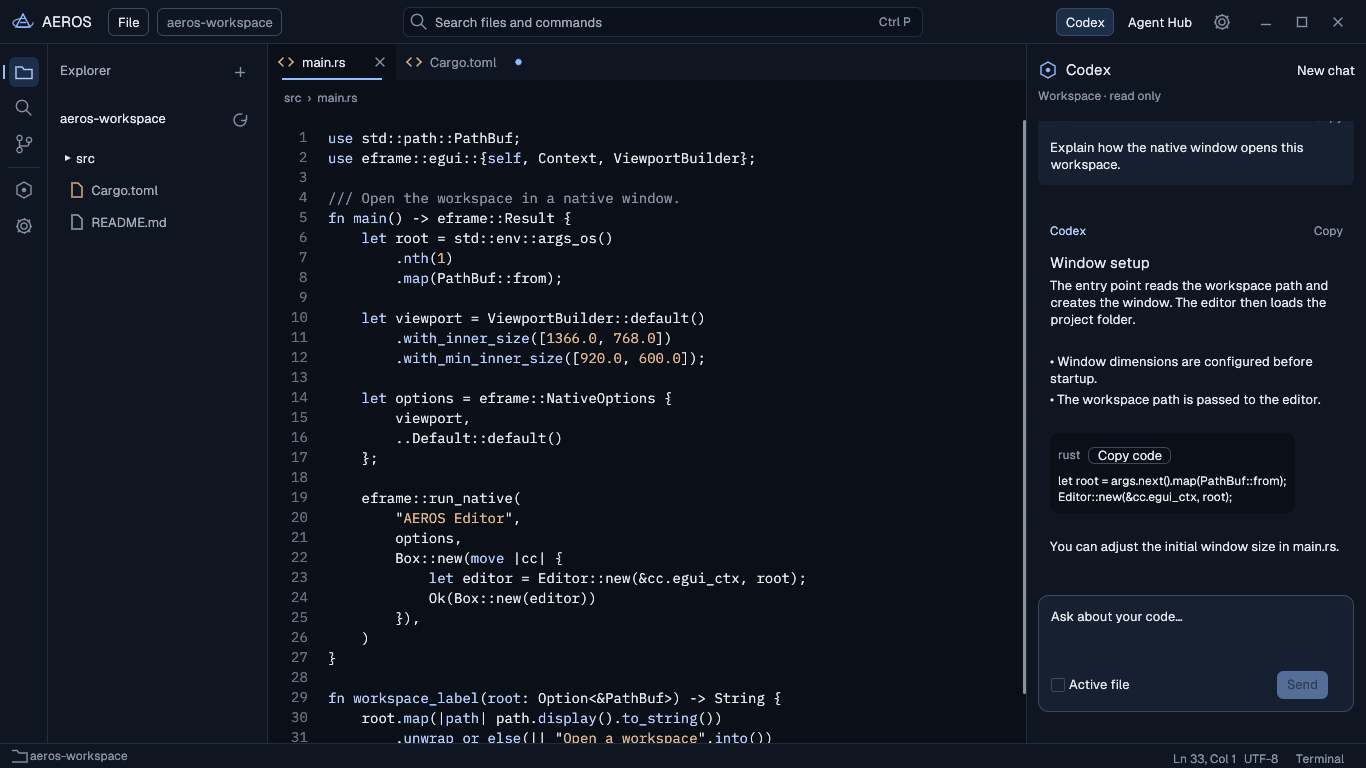 AEROS File aeros-workspace Search files and commands Ctrl P Codex Agent Hub
Explorer
aeros-workspace
src
Cargo.toml
README.md
main.rs Cargo.toml
src › main.rs
1 use std::path::PathBuf;
2 use eframe::egui::{self, Context, ViewportBuilder};
3
4 /// Open the workspace in a native window.
5 fn main() -> eframe::Result {
6     let root = std::env::args_os()
7         .nth(1)
8         .map(PathBuf::from);
9
10     let viewport = ViewportBuilder::default()
11         .with_inner_size([1366.0, 768.0])
12         .with_min_inner_size([920.0, 600.0]);
13
14     let options = eframe::NativeOptions {
15         viewport,
16         ..Default::default()
17     };
18
19     eframe::run_native(
20         "AEROS Editor",
21         options,
22         Box::new(move |cc| {
23             let editor = Editor::new(&cc.egui_ctx, root);
24             Ok(Box::new(editor))
25         }),
26     )
27 }
28
29 fn workspace_label(root: Option<&PathBuf>) -> String {
30     root.map(|path| path.display().to_string())
31         .unwrap_or_else(|| "Open a workspace".into())
Codex New chat
Workspace · read only
Explain how the native window opens this
workspace.
Codex Copy
Window setup
The entry point reads the workspace path and
creates the window. The editor then loads the
project folder.
• Window dimensions are configured before
startup.
• The workspace path is passed to the editor.
rust Copy code
let root = args.next().map(PathBuf::from);
Editor::new(&cc.egui_ctx, root);
You can adjust the initial window size in main.rs.
Ask about your code…
Active file Send
aeros-workspace Ln 33, Col 1 UTF-8 Terminal